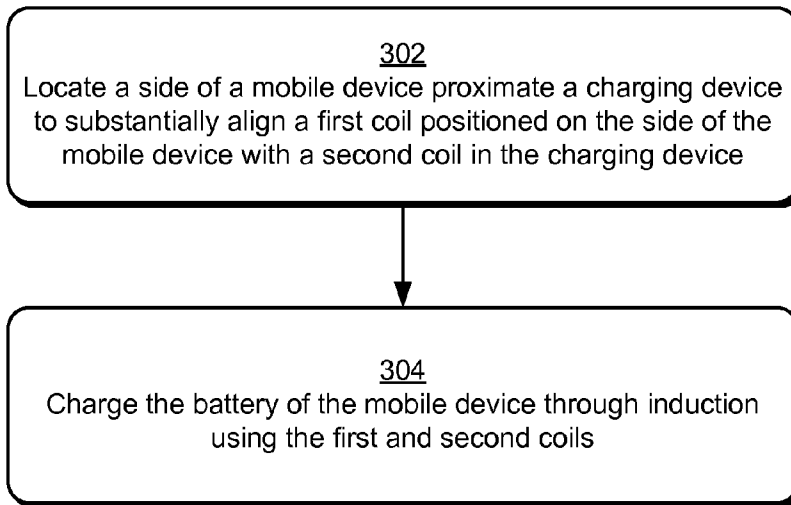 302
Locate a side of a mobile device proximate a charging device
to substantially align a first coil positioned on the side of the
mobile device with a second coil in the charging device
304
Charge the battery of the mobile device through induction
using the first and second coils